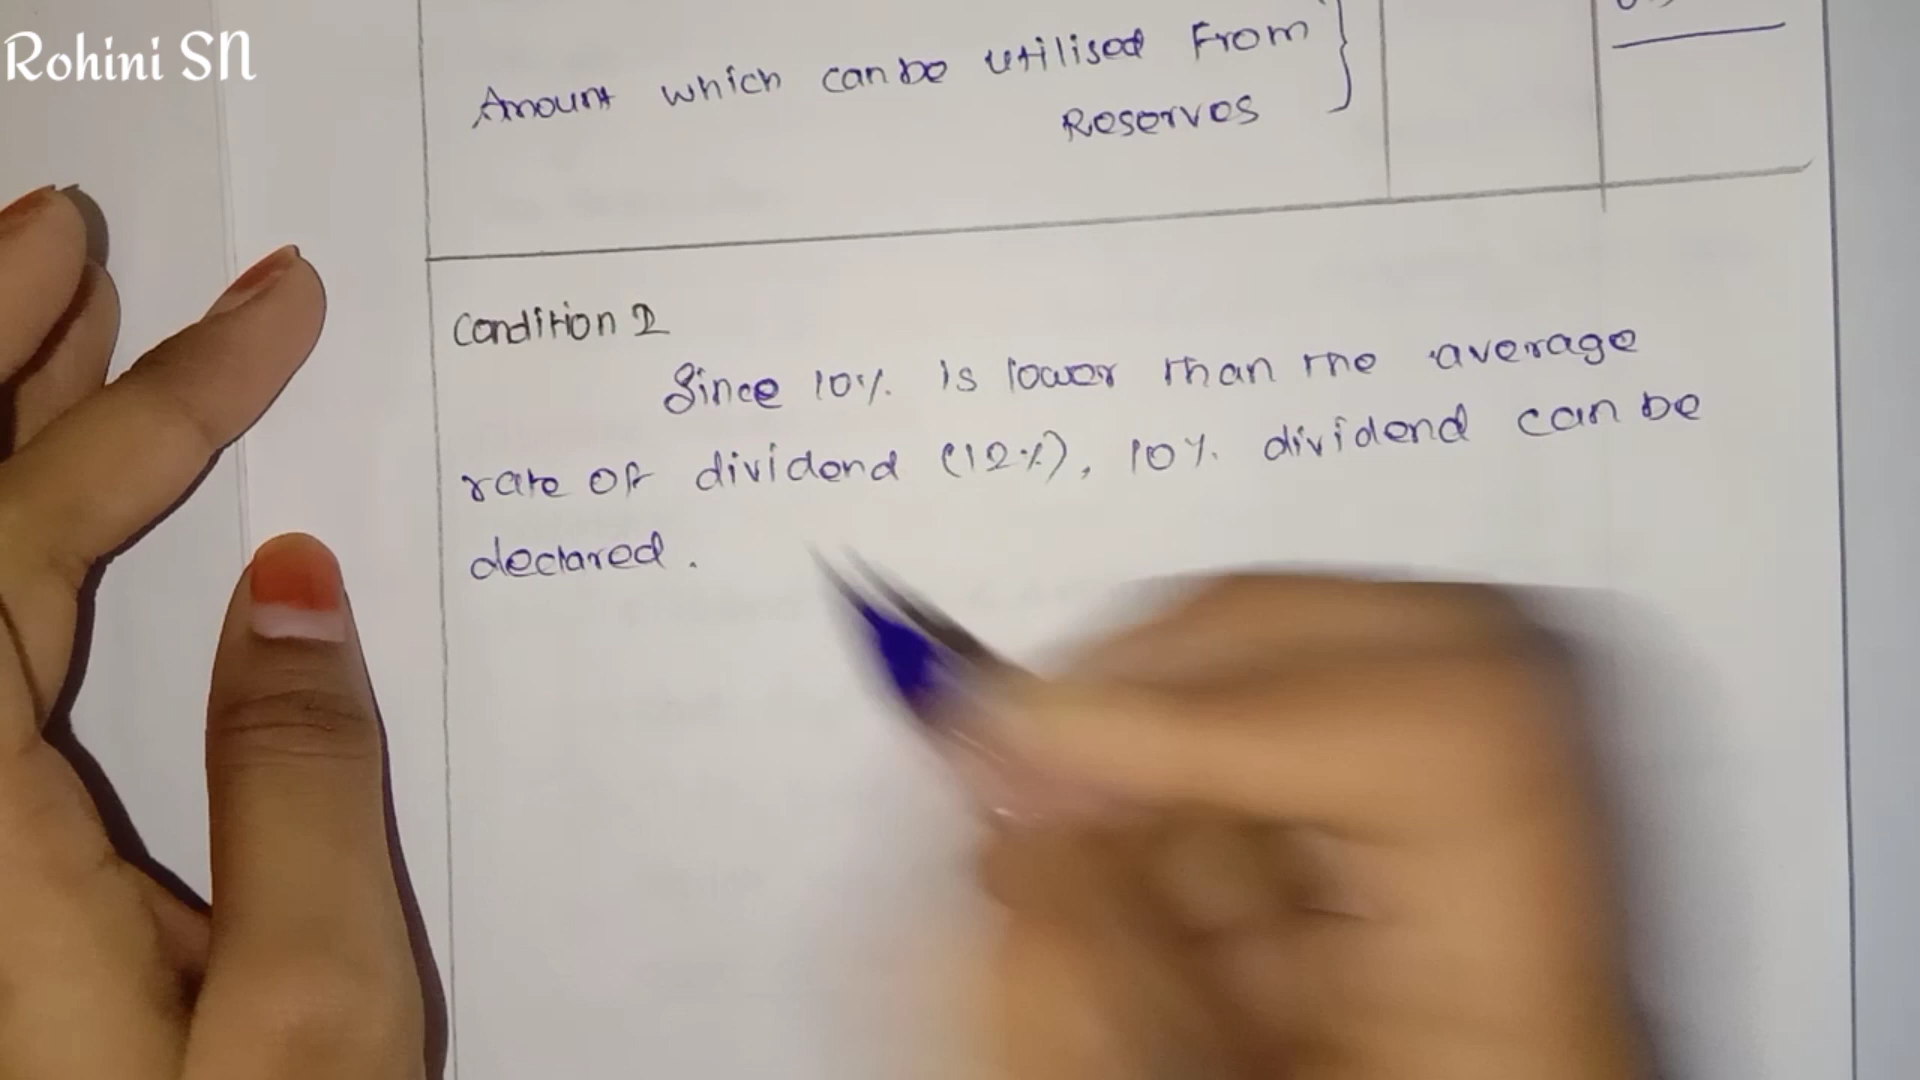 Rohini SN
Amount which can be utilised From
Reserves
Condition 2
Since 10% is lower than the average
rate of dividend (12%), 10% dividend can be
declared.